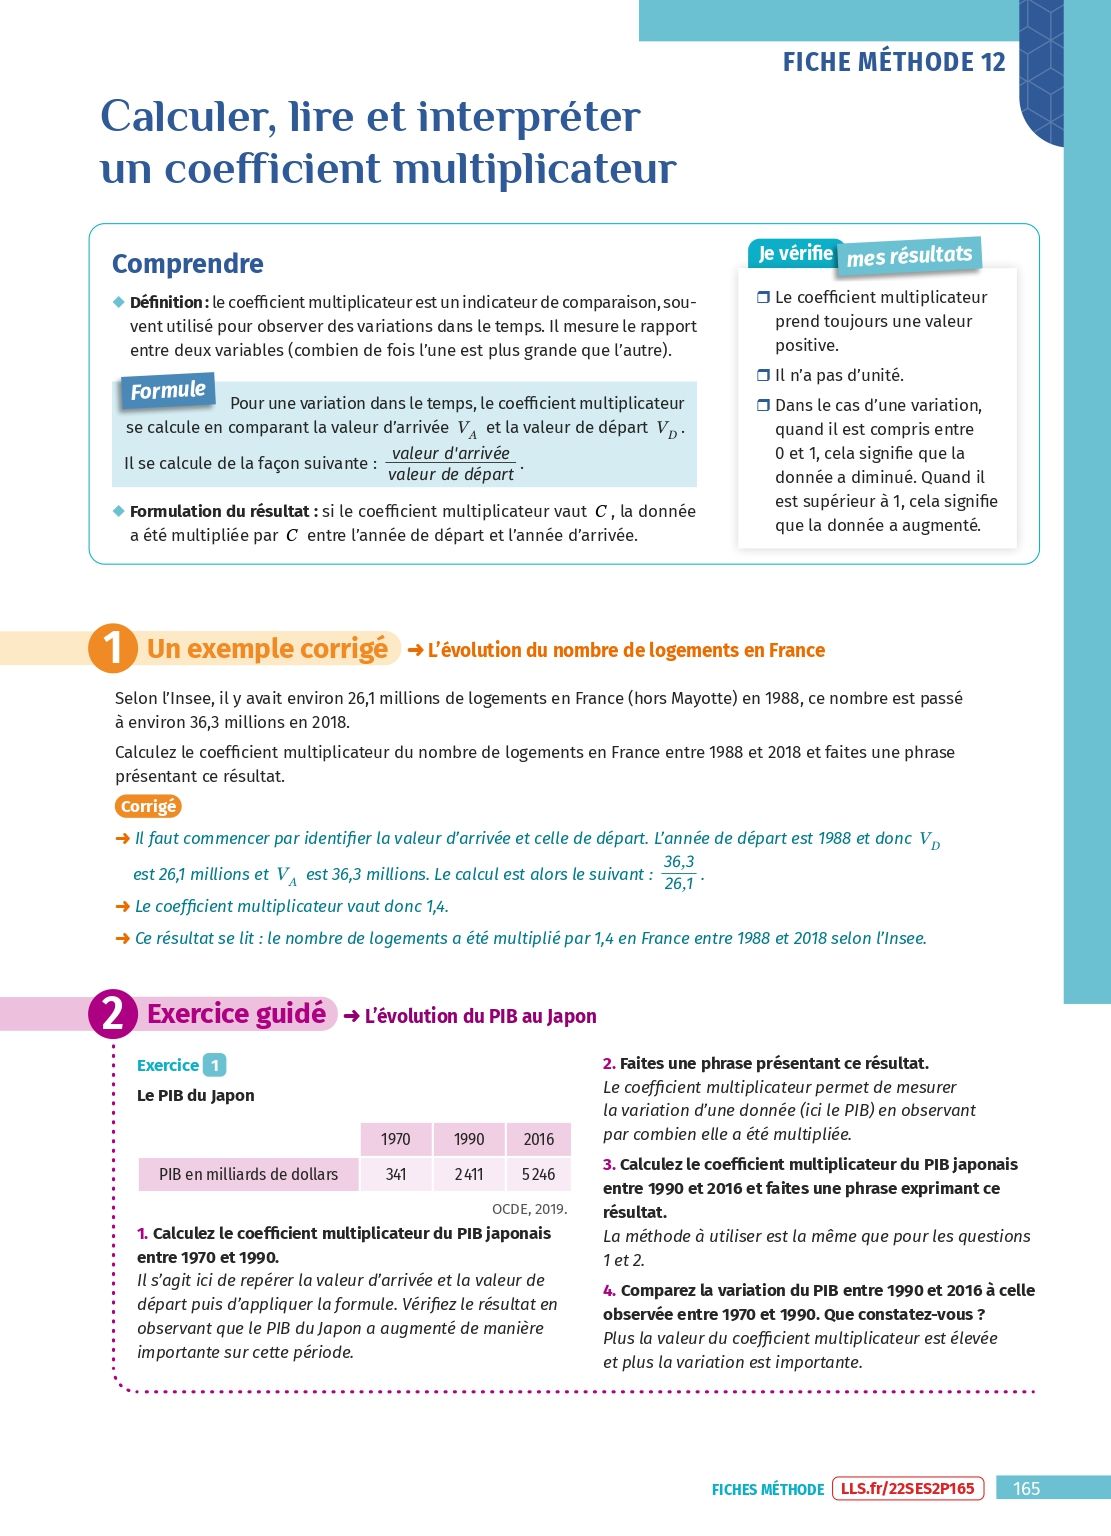 FICHE MÉTHODE 12
Calculer, lire et interpréter
un coefficient multiplicateur
Comprendre
◆ Définition : le coefficient multiplicateur est un indicateur de comparaison, sou-
vent utilisé pour observer des variations dans le temps. Il mesure le rapport
entre deux variables (combien de fois l’une est plus grande que l’autre).
Formule
Pour une variation dans le temps, le coefficient multiplicateur
se calcule en comparant la valeur d’arrivée V_A et la valeur de départ V_D.
Il se calcule de la façon suivante : valeur d'arrivée / valeur de départ.
◆ Formulation du résultat : si le coefficient multiplicateur vaut C, la donnée
a été multipliée par C entre l’année de départ et l’année d’arrivée.
Je vérifie mes résultats
❒ Le coefficient multiplicateur
prend toujours une valeur
positive.
❒ Il n’a pas d’unité.
❒ Dans le cas d’une variation,
quand il est compris entre
0 et 1, cela signifie que la
donnée a diminué. Quand il
est supérieur à 1, cela signifie
que la donnée a augmenté.
1 Un exemple corrigé ➜ L’évolution du nombre de logements en France
Selon l’Insee, il y avait environ 26,1 millions de logements en France (hors Mayotte) en 1988, ce nombre est passé
à environ 36,3 millions en 2018.
Calculez le coefficient multiplicateur du nombre de logements en France entre 1988 et 2018 et faites une phrase
présentant ce résultat.
Corrigé
➜ Il faut commencer par identifier la valeur d’arrivée et celle de départ. L’année de départ est 1988 et donc V_D
est 26,1 millions et V_A est 36,3 millions. Le calcul est alors le suivant : 36,3 / 26,1.
➜ Le coefficient multiplicateur vaut donc 1,4.
➜ Ce résultat se lit : le nombre de logements a été multiplié par 1,4 en France entre 1988 et 2018 selon l’Insee.
2 Exercice guidé ➜ L’évolution du PIB au Japon
Exercice 1
Le PIB du Japon
1970 1990 2016
PIB en milliards de dollars 341 2 411 5 246
OCDE, 2019.
1. Calculez le coefficient multiplicateur du PIB japonais
entre 1970 et 1990.
Il s’agit ici de repérer la valeur d’arrivée et la valeur de
départ puis d’appliquer la formule. Vérifiez le résultat en
observant que le PIB du Japon a augmenté de manière
importante sur cette période.
2. Faites une phrase présentant ce résultat.
Le coefficient multiplicateur permet de mesurer
la variation d’une donnée (ici le PIB) en observant
par combien elle a été multipliée.
3. Calculez le coefficient multiplicateur du PIB japonais
entre 1990 et 2016 et faites une phrase exprimant ce
résultat.
La méthode à utiliser est la même que pour les questions
1 et 2.
4. Comparez la variation du PIB entre 1990 et 2016 à celle
observée entre 1970 et 1990. Que constatez-vous ?
Plus la valeur du coefficient multiplicateur est élevée
et plus la variation est importante.
FICHES MÉTHODE LLS.fr/22SES2P165 165